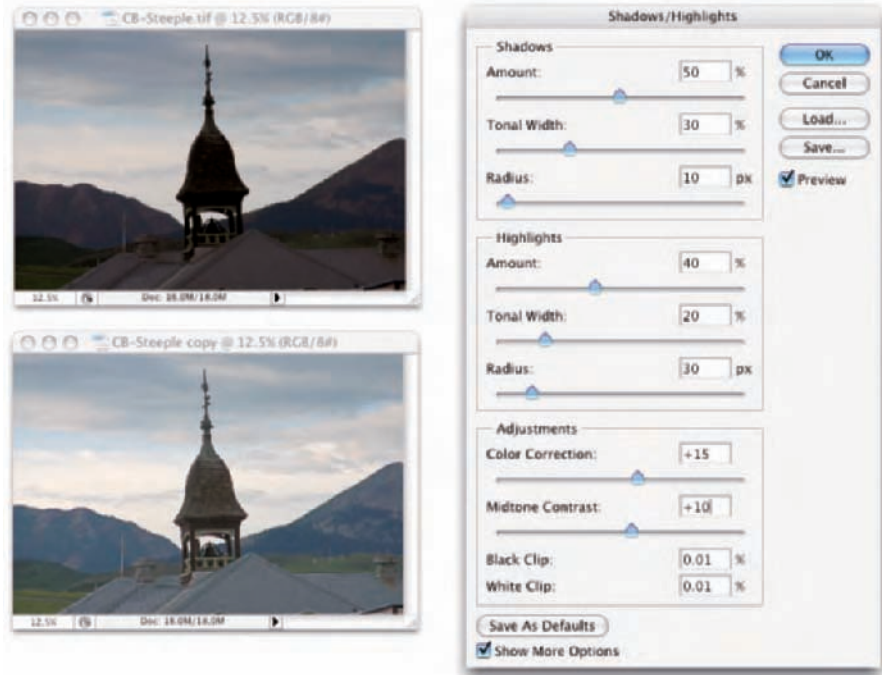 CB-Steeple.tif @ 12.5% (RGB/8#)
12.5%
Doc: 18.0M/18.0M
CB-Steeple copy @ 12.5% (RGB/8#)
12.5%
Doc: 18.0M/18.0M
Shadows/Highlights
Shadows
Amount: 50 %
Tonal Width: 30 %
Radius: 10 px
Highlights
Amount: 40 %
Tonal Width: 20 %
Radius: 30 px
Adjustments
Color Correction: +15
Midtone Contrast: +10
Black Clip: 0.01 %
White Clip: 0.01 %
Save As Defaults
Show More Options
OK
Cancel
Load...
Save...
Preview